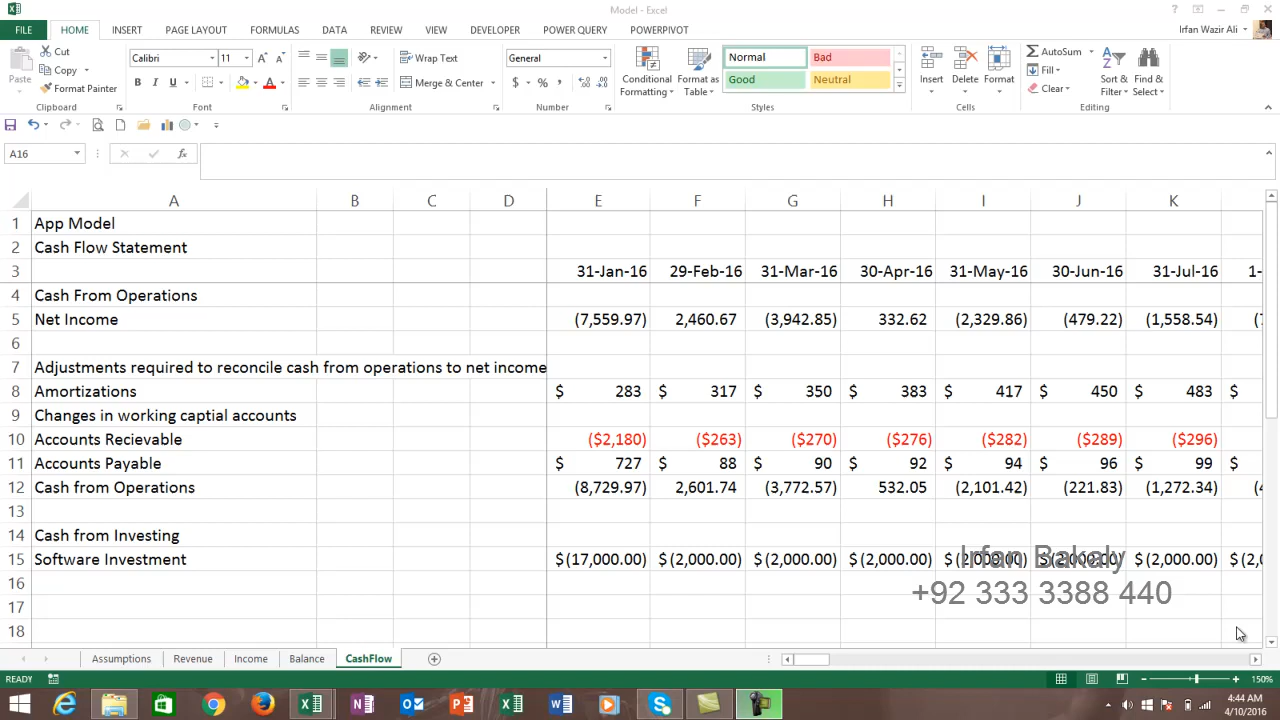 Model - Excel
FILE HOME INSERT PAGE LAYOUT FORMULAS DATA REVIEW VIEW DEVELOPER POWER QUERY POWERPIVOT Irfan Wazir Ali
Paste Cut Copy Format Painter
Calibri 11 B I U A
Wrap Text Merge & Center
General $ % ,
Conditional Formatting Format as Table Normal Bad Good Neutral
Insert Delete Format
AutoSum Fill Clear Sort & Filter Find & Select
Clipboard Font Alignment Number Styles Cells Editing
A16 fx
A B C D E F G H I J K
1 App Model
2 Cash Flow Statement
3 31-Jan-16 29-Feb-16 31-Mar-16 30-Apr-16 31-May-16 30-Jun-16 31-Jul-16 1-
4 Cash From Operations
5 Net Income (7,559.97) 2,460.67 (3,942.85) 332.62 (2,329.86) (479.22) (1,558.54)
6
7 Adjustments required to reconcile cash from operations to net income
8 Amortizations $ 283 $ 317 $ 350 $ 383 $ 417 $ 450 $ 483 $
9 Changes in working captial accounts
10 Accounts Recievable ($2,180) ($263) ($270) ($276) ($282) ($289) ($296)
11 Accounts Payable $ 727 $ 88 $ 90 $ 92 $ 94 $ 96 $ 99 $
12 Cash from Operations (8,729.97) 2,601.74 (3,772.57) 532.05 (2,101.42) (221.83) (1,272.34)
13
14 Cash from Investing
15 Software Investment $(17,000.00) $(2,000.00) $(2,000.00) $(2,000.00) $(2,000.00) $(2,000.00) $(2,000.00) $(2,0
Irfan Bakaly
16
+92 333 3388 440
17
18
Assumptions Revenue Income Balance CashFlow
READY 150%
4:44 AM
4/10/2016